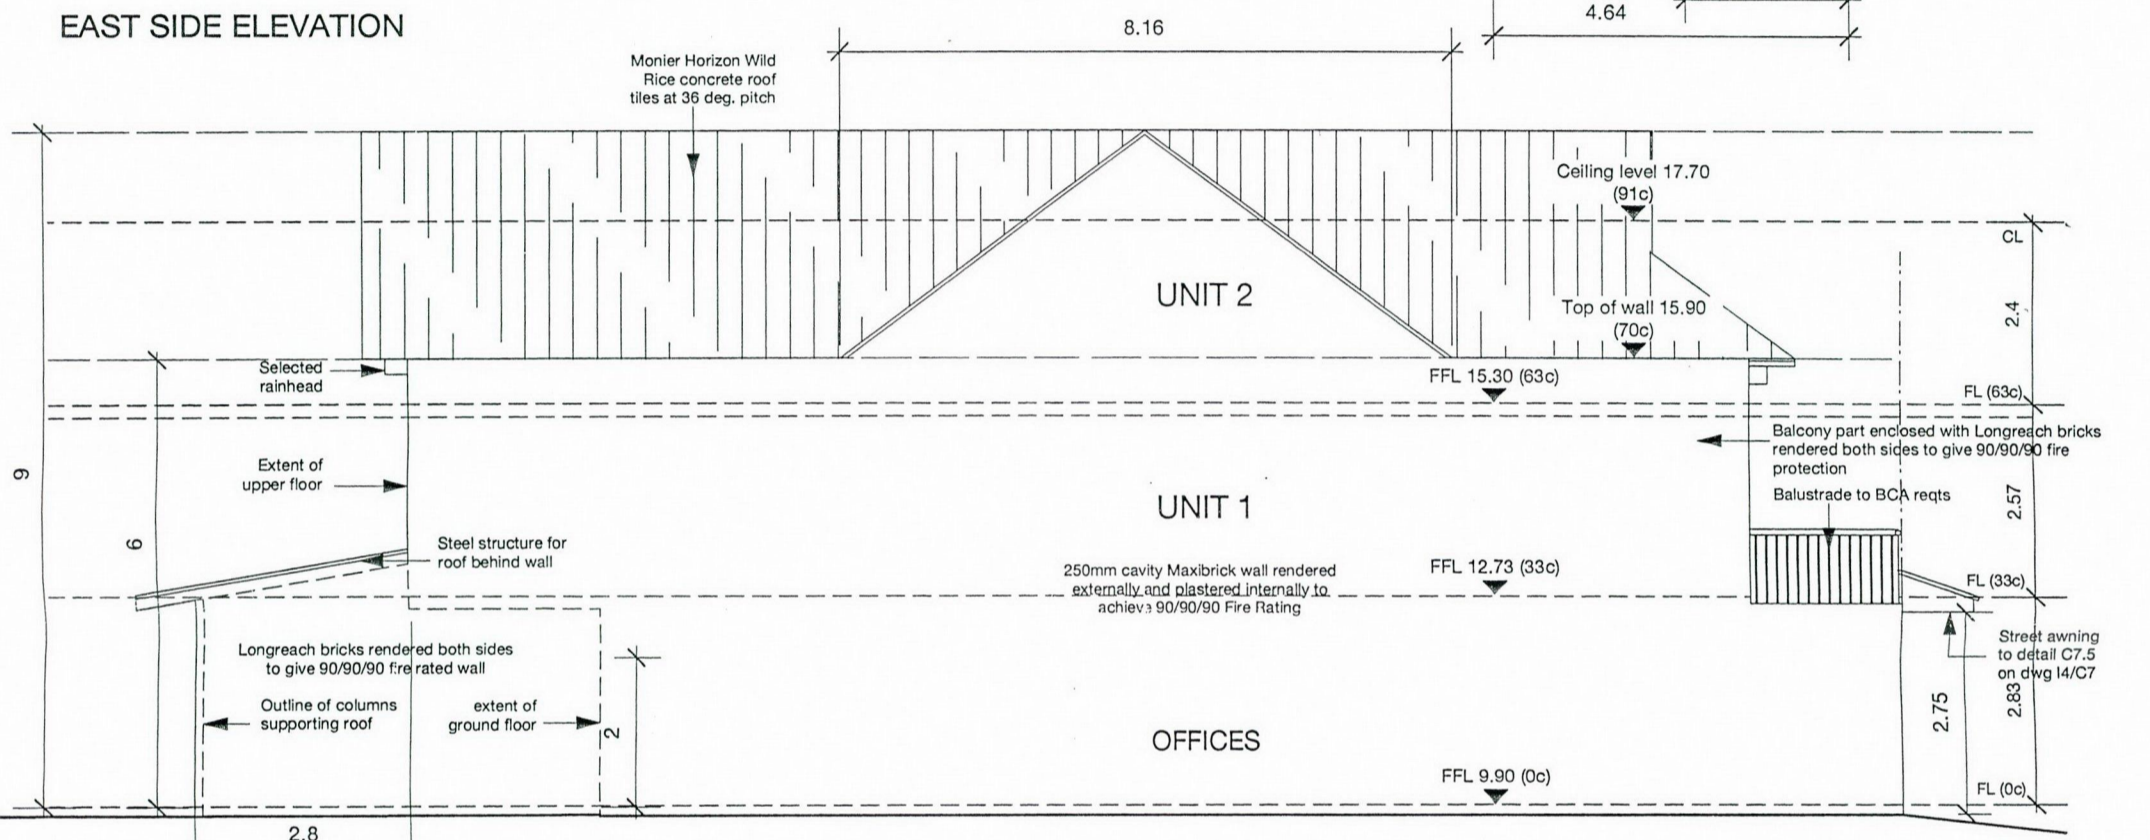 EAST SIDE ELEVATION
4.64
8.16
Monier Horizon Wild
Rice concrete roof
tiles at 36 deg. pitch
Ceiling level 17.70
(91c)
CL
UNIT 2
Top of wall 15.90
(70c)
2.4
Selected
rainhead
FFL 15.30 (63c)
FL (63c)
Balcony part enclosed with Longreach bricks
rendered both sides to give 90/90/90 fire
protection
Extent of
upper floor
9
UNIT 1
Balustrade to BCA reqts
2.57
6
Steel structure for
roof behind wall
250mm cavity Maxibrick wall rendered
externally and plastered internally to
achieve 90/90/90 Fire Rating
FFL 12.73 (33c)
FL (33c)
Longreach bricks rendered both sides
to give 90/90/90 fire rated wall
Street awning
to detail C7.5
on dwg I4/C7
Outline of columns
supporting roof
extent of
ground floor
2
OFFICES
2.75
2.83
FFL 9.90 (0c)
FL (0c)
2.8